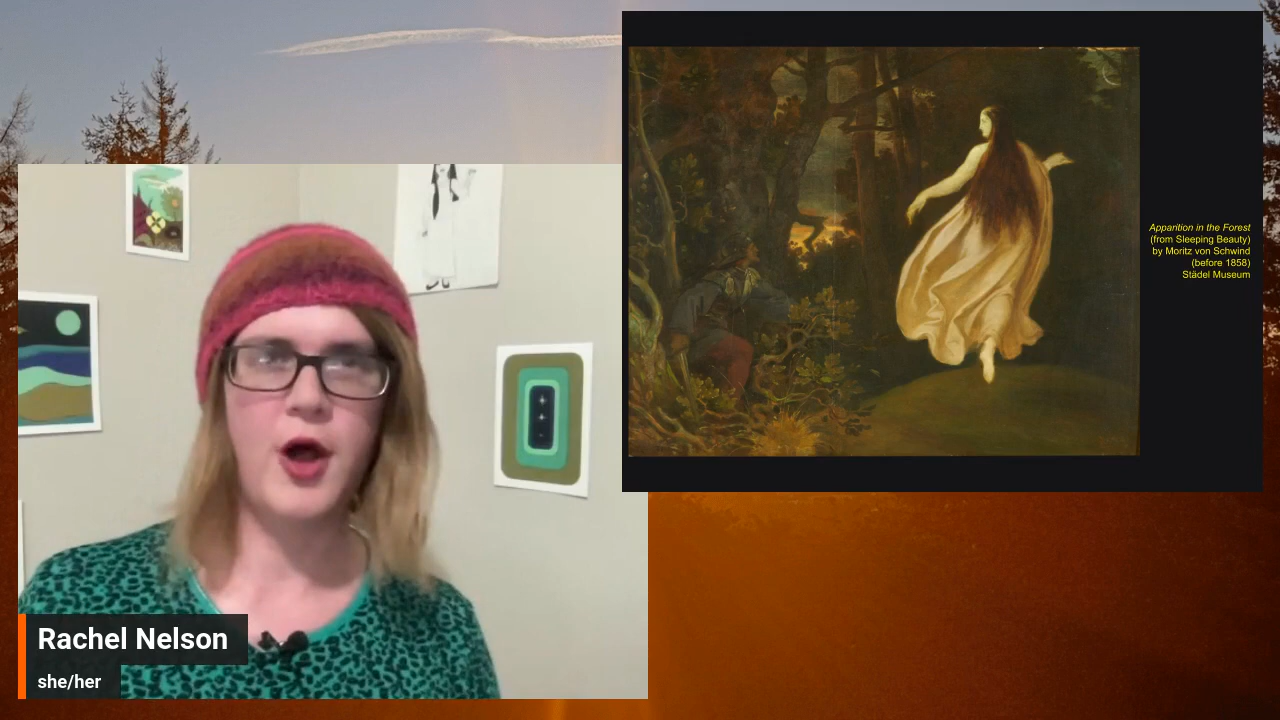 Apparition in the Forest
(from Sleeping Beauty)
by Moritz von Schwind
(before 1858)
Städel Museum
Rachel Nelson
she/her